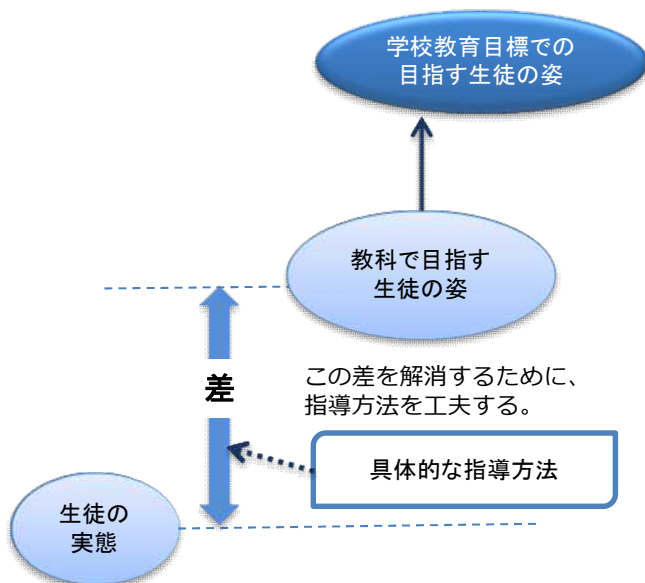 学校教育目標での
目指す生徒の姿
教科で目指す
生徒の姿
差
この差を解消するために、
指導方法を工夫する。
具体的な指導方法
生徒の
実態